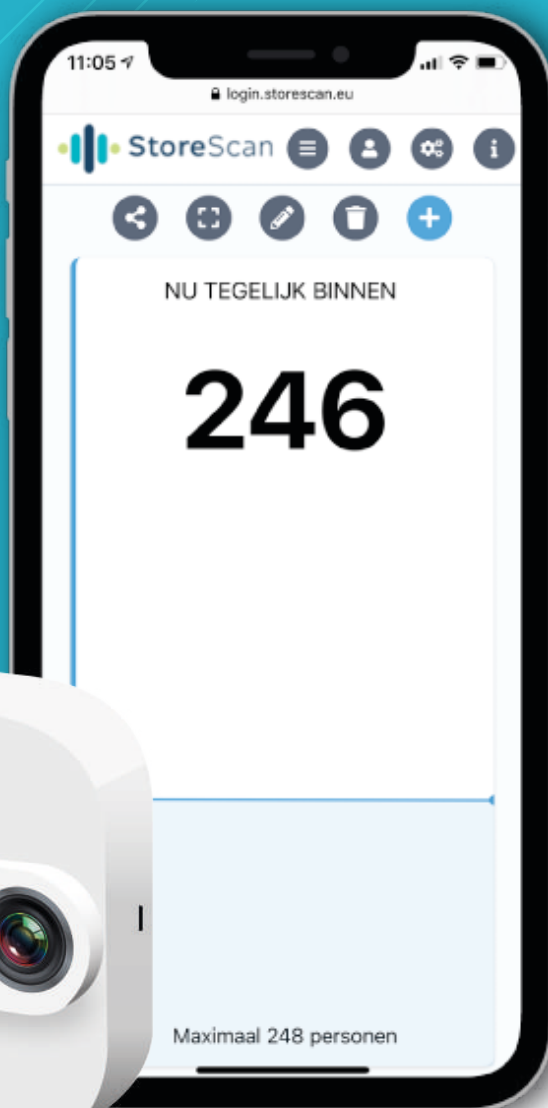 11:05
login.storescan.eu
StoreScan
NU TEGELIJK BINNEN
246
Maximaal 248 personen